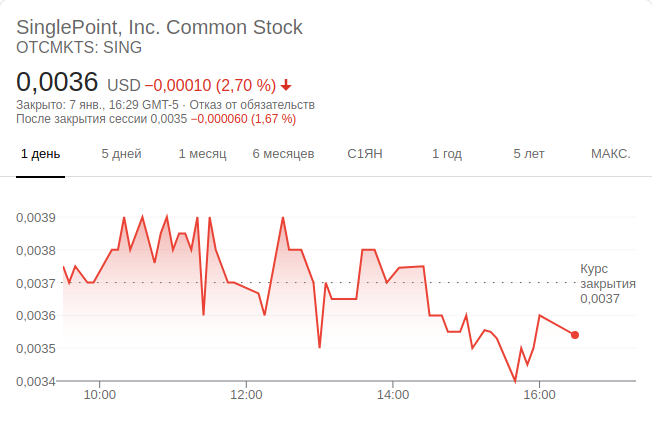 SinglePoint, Inc. Common Stock
OTCMKTS: SING
0,0036 USD −0,00010 (2,70 %)
Закрыто: 7 янв., 16:29 GMT-5 · Отказ от обязательств
После закрытия сессии 0,0035 −0,000060 (1,67 %)
1 день 5 дней 1 месяц 6 месяцев С1ЯН 1 год 5 лет МАКС.
0,0039
0,0038
0,0037
0,0036
0,0035
0,0034
Курс
закрытия
0,0037
10:00 12:00 14:00 16:00